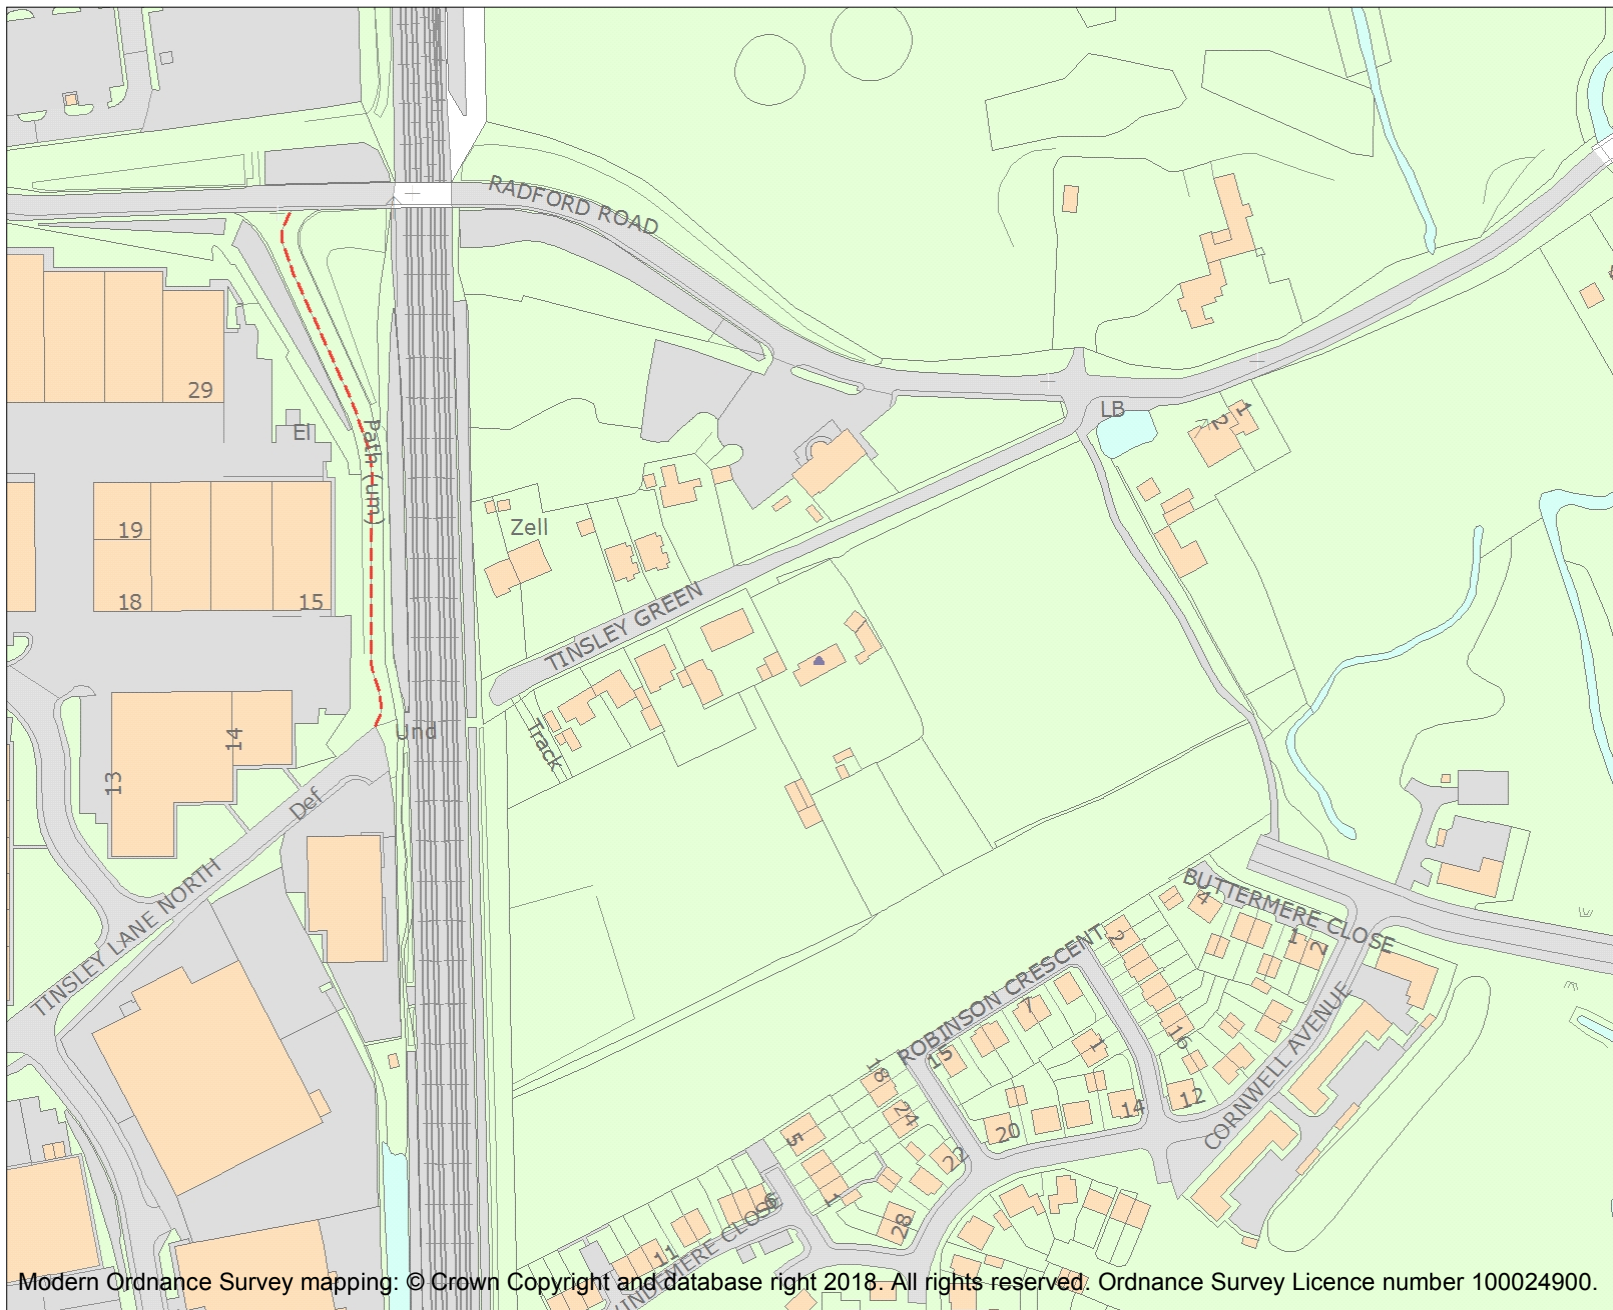 RADFORD ROAD
29
El
LB
1
2
Path (um)
19
Zell
18
15
TINSLEY GREEN
14
Und
Track
13
Def
TINSLEY LANE NORTH
BUTTERMERE CLOSE
4
2
1
2
ROBINSON CRESCENT
7
15
1
16
18
CORNWELL AVENUE
24
14
12
20
5
22
1
28
11
Modern Ordnance Survey mapping: © Crown Copyright and database right 2018. All rights reserved. Ordnance Survey Licence number 100024900.